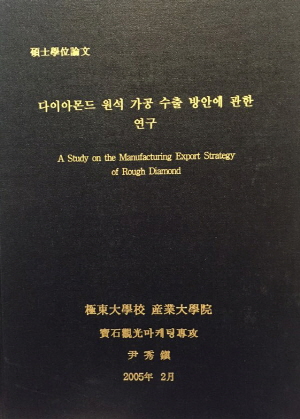 碩士學位論文
다이아몬드 원석 가공 수출 방안에 관한
연구
A Study on the Manufacturing Export Strategy
of Rough Diamond
極東大學校 産業大學院
寶石觀光마케팅專攻
尹秀鎭
2005年 2月